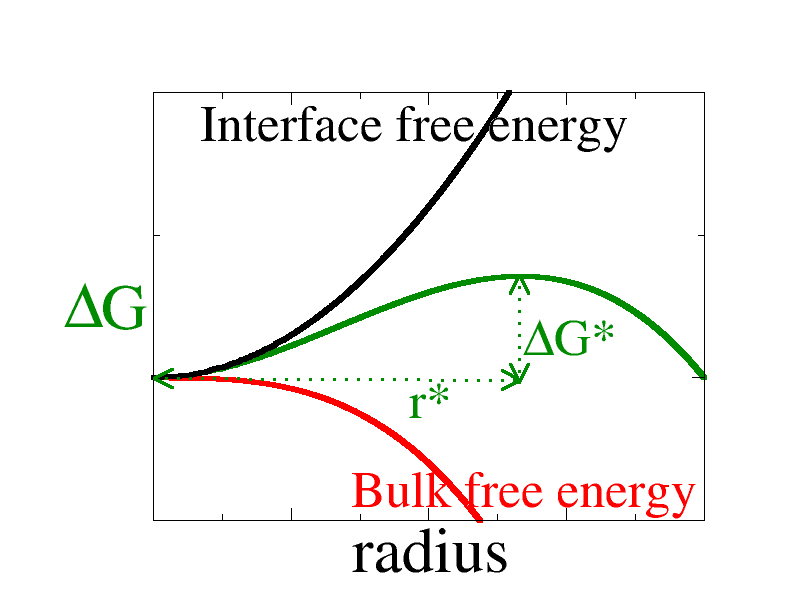 Interface free energy
ΔG
ΔG*
r*
Bulk free energy
radius